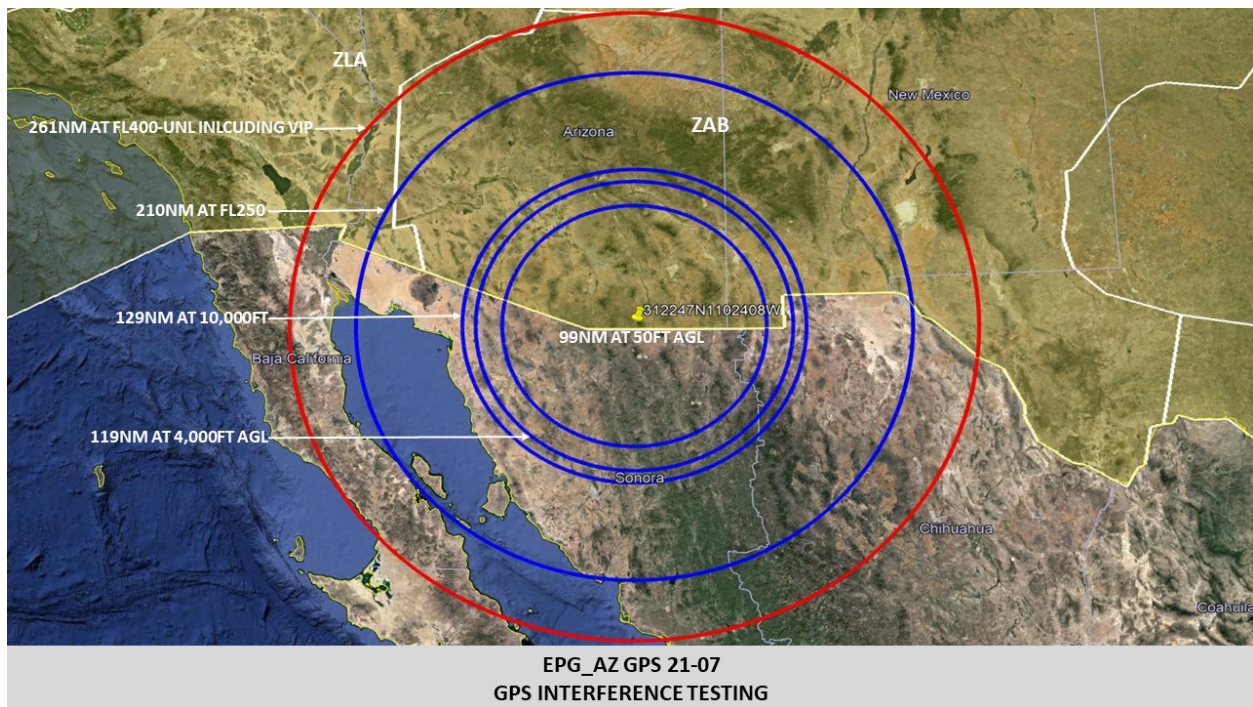 ZLA
New Mexico
261NM AT FL400-UNL INLCUDING VIP
Arizona
ZAB
210NM AT FL250
312247N1102408W
129NM AT 10,000FT
99NM AT 50FT AGL
Baja California
119NM AT 4,000FT AGL
Sonora
Chihuahua
Coahuila
EPG_AZ GPS 21-07
GPS INTERFERENCE TESTING